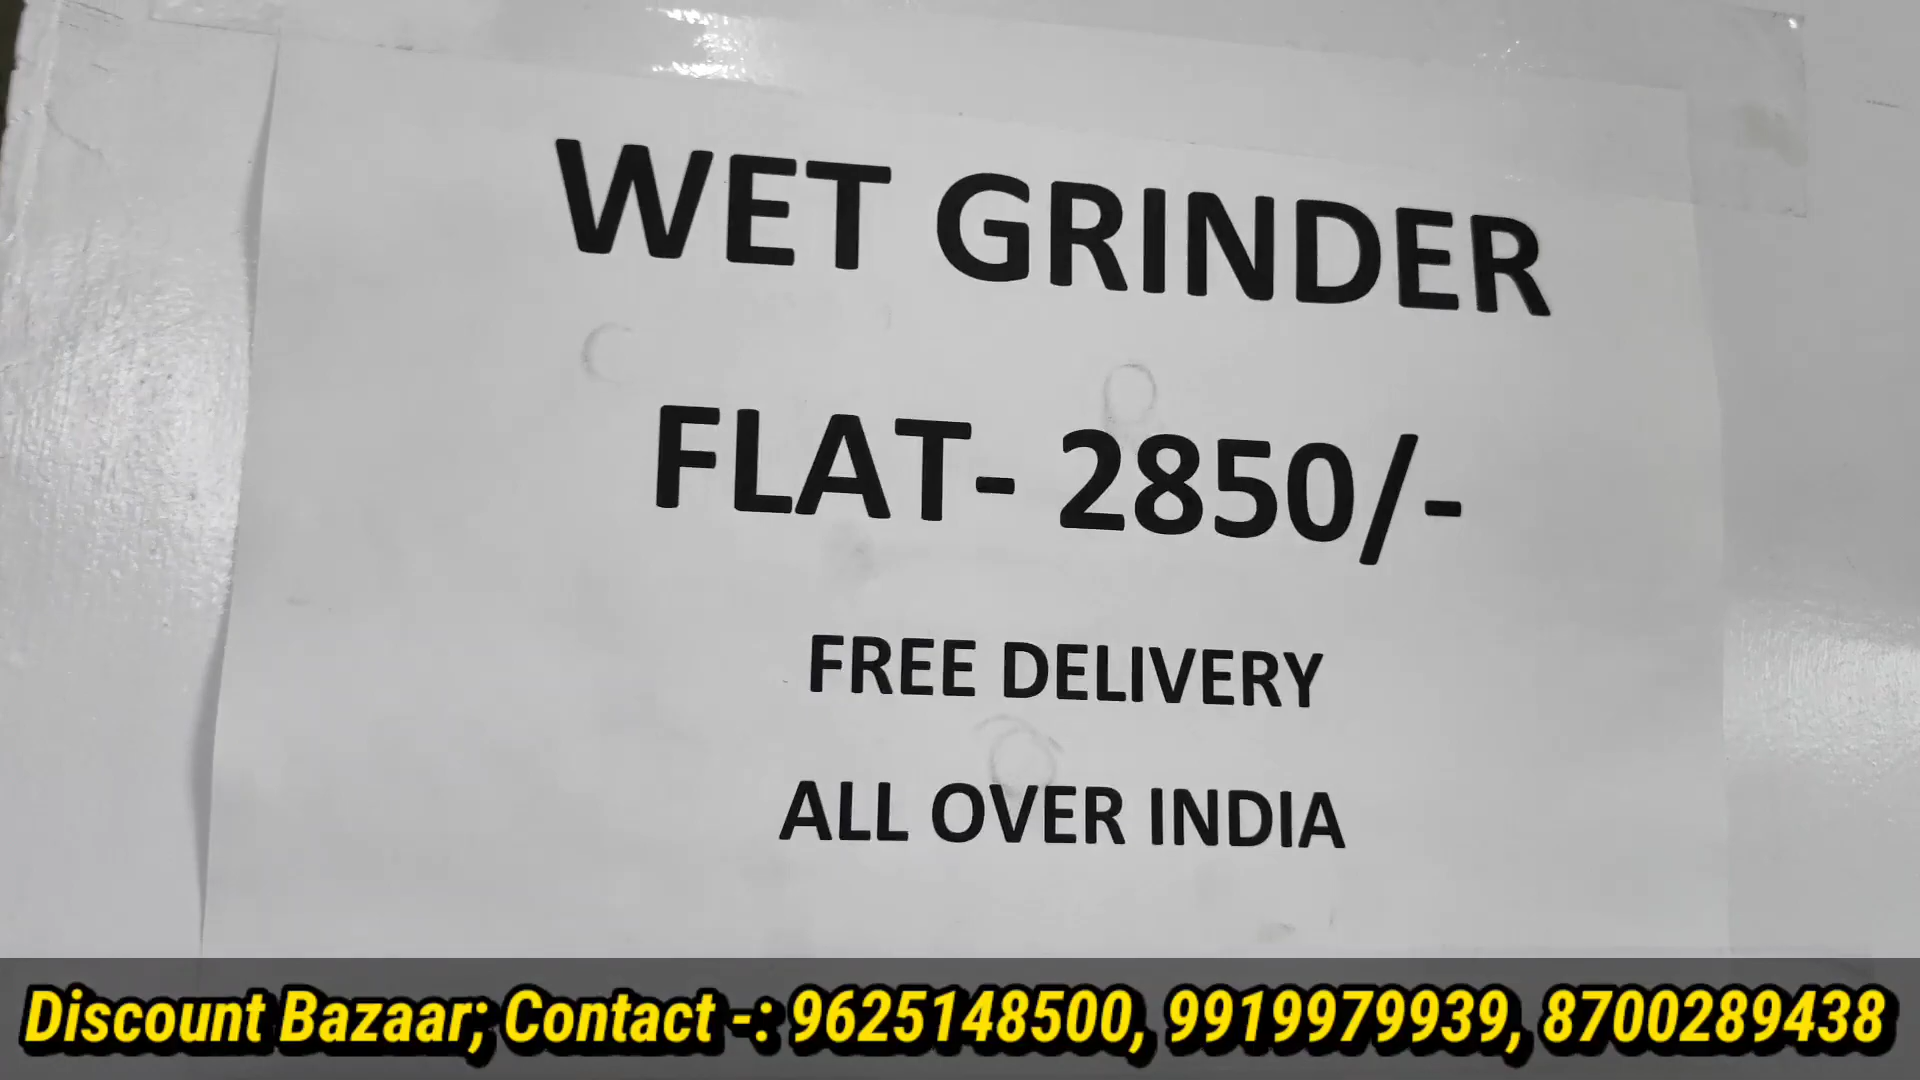 WET GRINDER
FLAT- 2850/-
FREE DELIVERY
ALL OVER INDIA
Discount Bazaar; Contact -: 9625148500, 9919979939, 8700289438